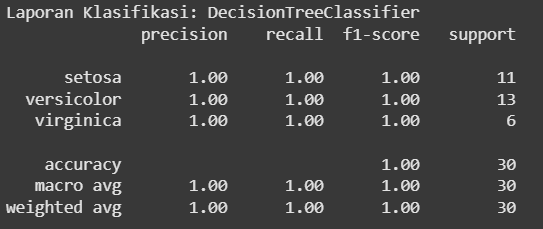 Laporan Klasifikasi: DecisionTreeClassifier
precision recall f1-score support
setosa 1.00 1.00 1.00 11
versicolor 1.00 1.00 1.00 13
virginica 1.00 1.00 1.00 6
accuracy 1.00 30
macro avg 1.00 1.00 1.00 30
weighted avg 1.00 1.00 1.00 30